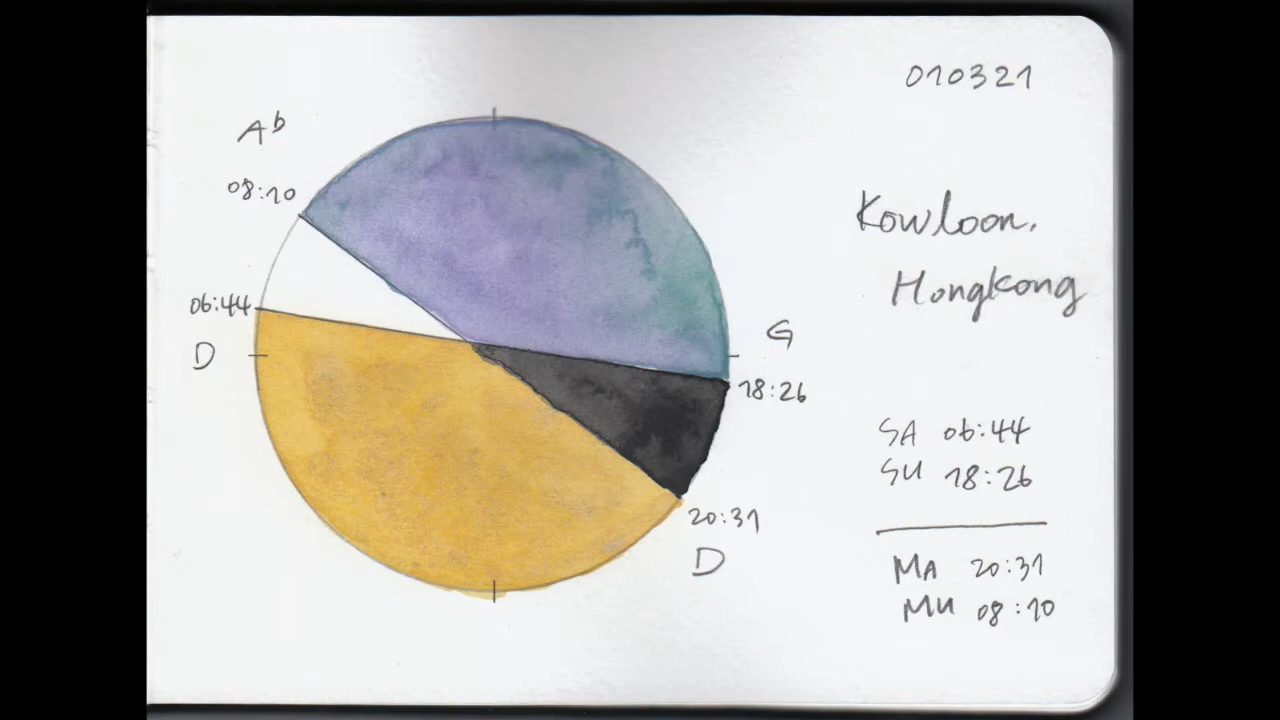 010321
A♭
08:10
Kowloon,
Hongkong
06:44
D
G
18:26
SA 06:44
SU 18:26
20:31
D
MA 20:31
MU 08:10